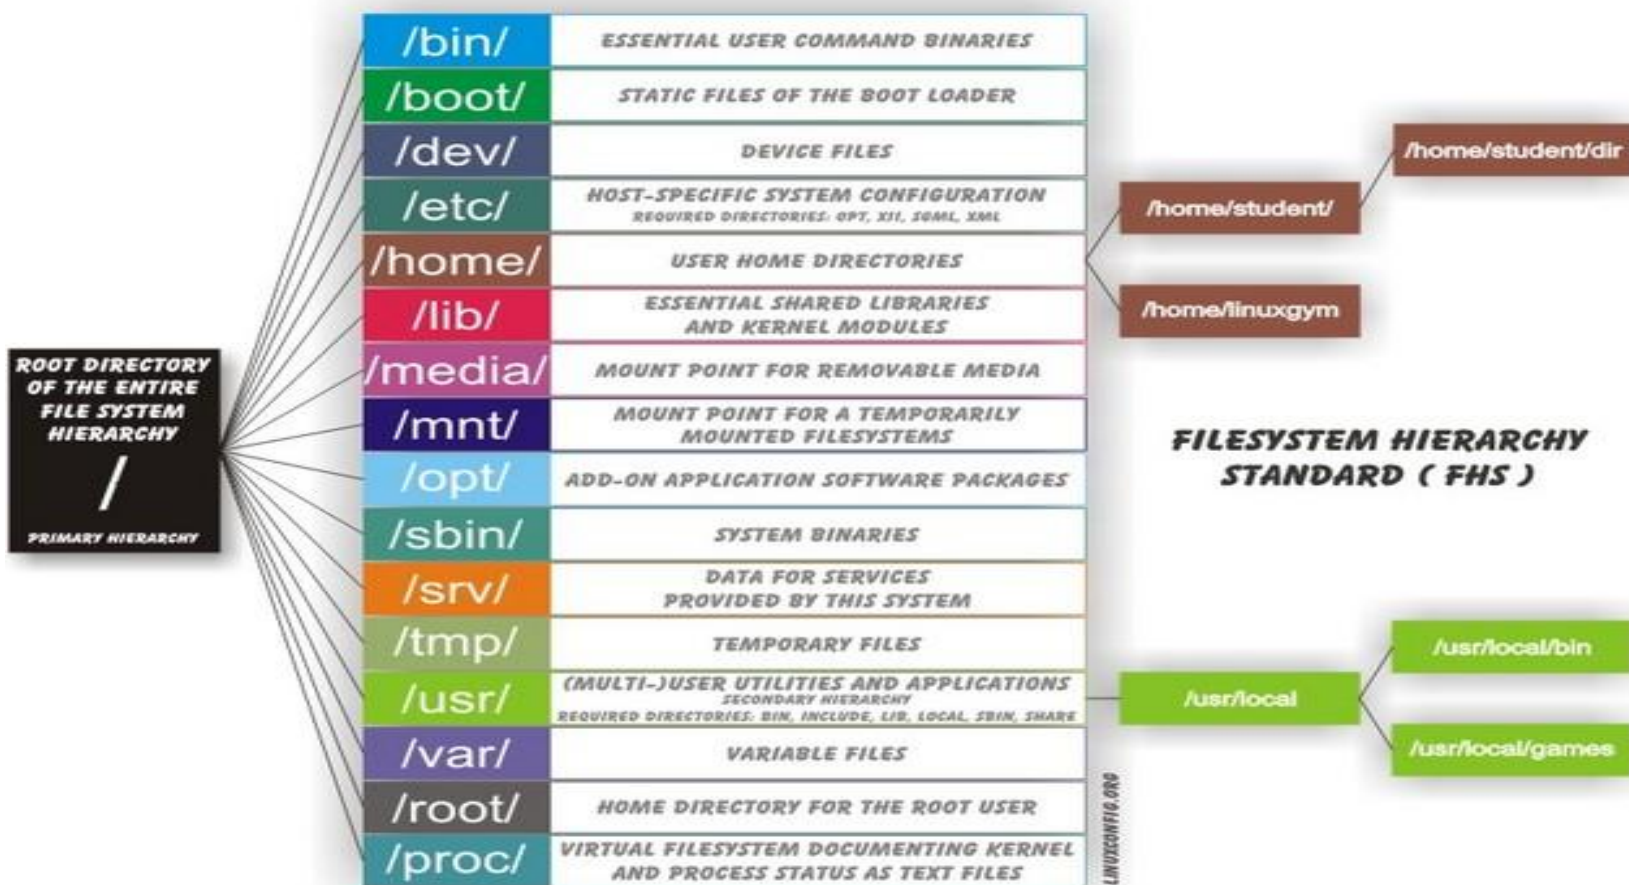 ROOT DIRECTORY
OF THE ENTIRE
FILE SYSTEM
HIERARCHY
/
PRIMARY HIERARCHY
/bin/
ESSENTIAL USER COMMAND BINARIES
/boot/
STATIC FILES OF THE BOOT LOADER
/dev/
DEVICE FILES
/etc/
HOST-SPECIFIC SYSTEM CONFIGURATION
REQUIRED DIRECTORIES: OPT, XII, SGML, XML
/home/
USER HOME DIRECTORIES
/lib/
ESSENTIAL SHARED LIBRARIES
AND KERNEL MODULES
/media/
MOUNT POINT FOR REMOVABLE MEDIA
/mnt/
MOUNT POINT FOR A TEMPORARILY
MOUNTED FILESYSTEMS
/opt/
ADD-ON APPLICATION SOFTWARE PACKAGES
/sbin/
SYSTEM BINARIES
/srv/
DATA FOR SERVICES
PROVIDED BY THIS SYSTEM
/tmp/
TEMPORARY FILES
/usr/
(MULTI-)USER UTILITIES AND APPLICATIONS
SECONDARY HIERARCHY
REQUIRED DIRECTORIES: BIN, INCLUDE, LIB, LOCAL, SBIN, SHARE
/var/
VARIABLE FILES
/root/
HOME DIRECTORY FOR THE ROOT USER
/proc/
VIRTUAL FILESYSTEM DOCUMENTING KERNEL
AND PROCESS STATUS AS TEXT FILES
/home/student/
/home/student/dir
/home/linuxgym
FILESYSTEM HIERARCHY
STANDARD ( FHS )
/usr/local
/usr/local/bin
/usr/local/games
LINUXCONFIG.ORG